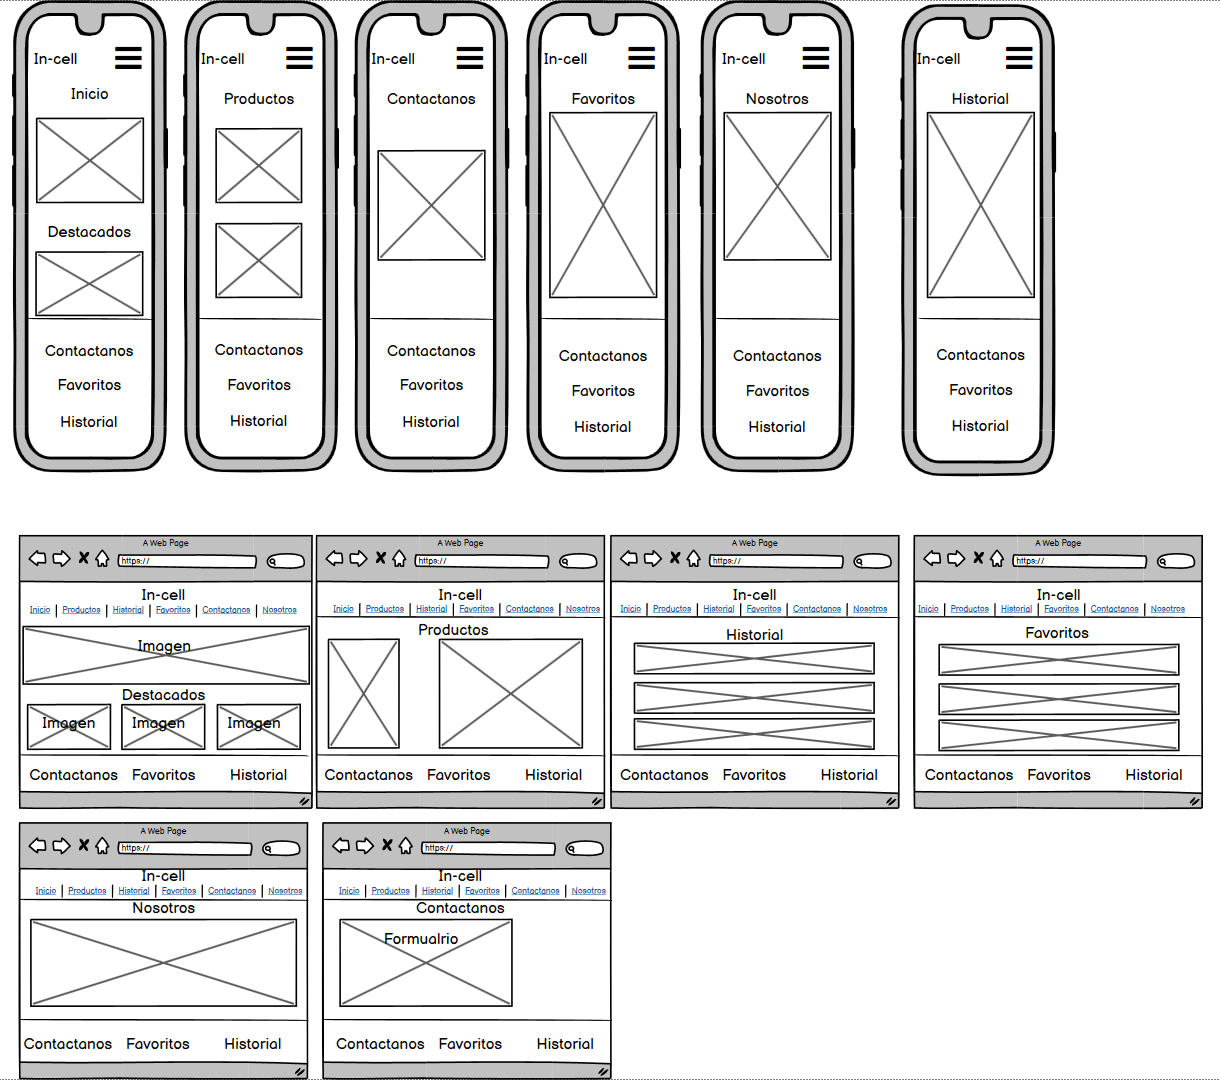 In-cell
Inicio
Destacados
Contactanos
Favoritos
Historial
In-cell
Productos
Contactanos
Favoritos
Historial
In-cell
Contactanos
Contactanos
Favoritos
Historial
In-cell
Favoritos
Contactanos
Favoritos
Historial
In-cell
Nosotros
Contactanos
Favoritos
Historial
In-cell
Historial
Contactanos
Favoritos
Historial
A Web Page
https://
In-cell
Inicio | Productos | Historial | Favoritos | Contactanos | Nosotros
Imagen
Destacados
Imagen Imagen Imagen
Contactanos Favoritos Historial
A Web Page
https://
In-cell
Inicio | Productos | Historial | Favoritos | Contactanos | Nosotros
Productos
Contactanos Favoritos Historial
A Web Page
https://
In-cell
Inicio | Productos | Historial | Favoritos | Contactanos | Nosotros
Historial
Contactanos Favoritos Historial
A Web Page
https://
In-cell
Inicio | Productos | Historial | Favoritos | Contactanos | Nosotros
Favoritos
Contactanos Favoritos Historial
A Web Page
https://
In-cell
Inicio | Productos | Historial | Favoritos | Contactanos | Nosotros
Nosotros
Contactanos Favoritos Historial
A Web Page
https://
In-cell
Inicio | Productos | Historial | Favoritos | Contactanos | Nosotros
Contactanos
Formualrio
Contactanos Favoritos Historial